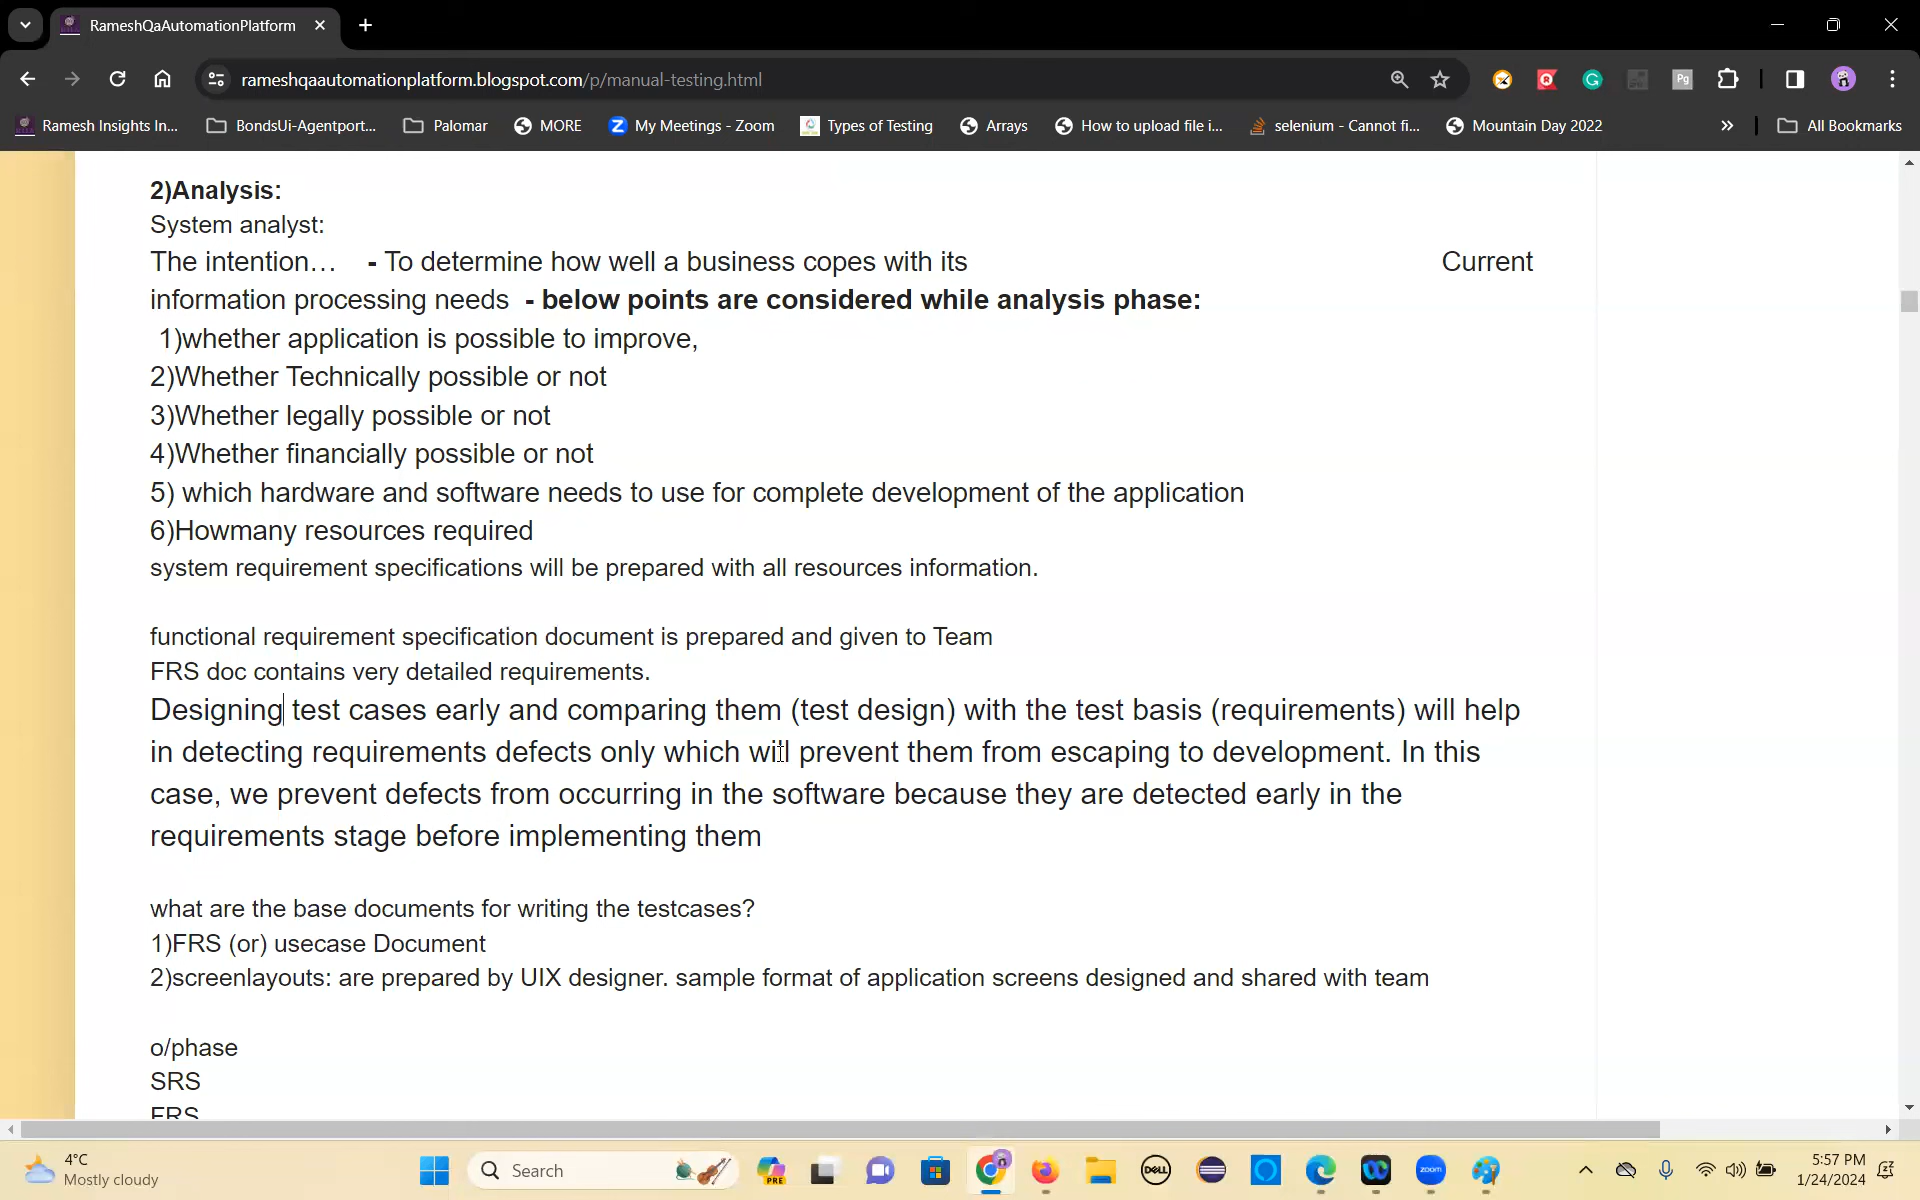 RameshQaAutomationPlatform
rameshqaautomationplatform.blogspot.com/p/manual-testing.html
Ramesh Insights In... BondsUi-Agentport... Palomar MORE My Meetings - Zoom Types of Testing Arrays How to upload file i... selenium - Cannot fi... Mountain Day 2022 » All Bookmarks
2)Analysis:
System analyst:
The intention… - To determine how well a business copes with its Current
information processing needs - below points are considered while analysis phase:
1)whether application is possible to improve,
2)Whether Technically possible or not
3)Whether legally possible or not
4)Whether financially possible or not
5) which hardware and software needs to use for complete development of the application
6)Howmany resources required
system requirement specifications will be prepared with all resources information.
functional requirement specification document is prepared and given to Team
FRS doc contains very detailed requirements.
Designing test cases early and comparing them (test design) with the test basis (requirements) will help
in detecting requirements defects only which will prevent them from escaping to development. In this
case, we prevent defects from occurring in the software because they are detected early in the
requirements stage before implementing them
what are the base documents for writing the testcases?
1)FRS (or) usecase Document
2)screenlayouts: are prepared by UIX designer. sample format of application screens designed and shared with team
o/phase
SRS
FRS
4°C
Mostly cloudy
Search
PRE
DELL
zoom
5:57 PM
1/24/2024